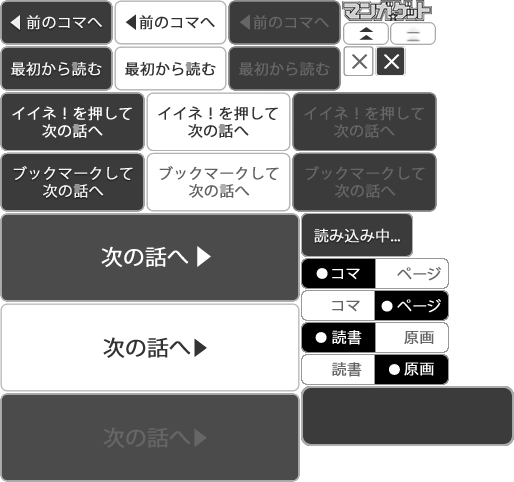 前のコマへ
前のコマへ
前のコマへ
マンガ☆ゲット
最初から読む
最初から読む
最初から読む
イイネ！を押して
次の話へ
イイネ！を押して
次の話へ
イイネ！を押して
次の話へ
ブックマークして
次の話へ
ブックマークして
次の話へ
ブックマークして
次の話へ
次の話へ
読み込み中...
コマ ページ
コマ ページ
読書 原画
読書 原画
次の話へ
次の話へ